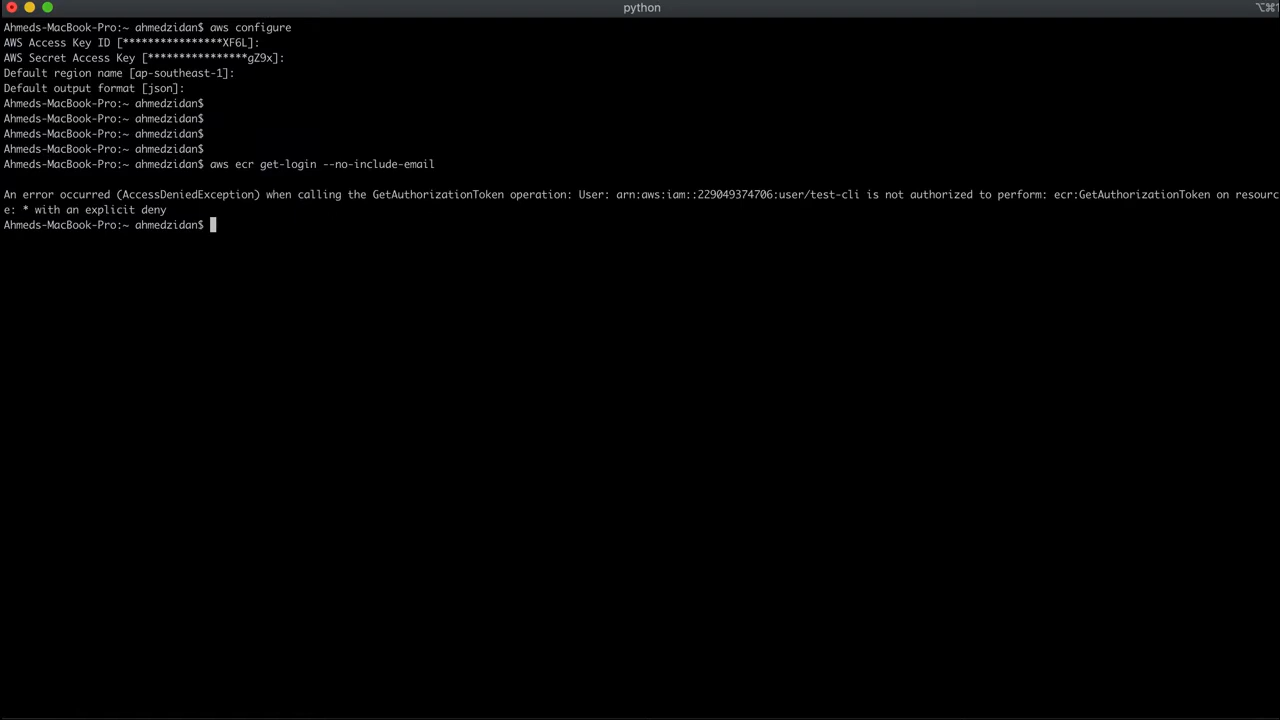 python
⌥⌘1
Ahmeds-MacBook-Pro:~ ahmedzidan$ aws configure
AWS Access Key ID [****************XF6L]:
AWS Secret Access Key [****************gZ9x]:
Default region name [ap-southeast-1]:
Default output format [json]:
Ahmeds-MacBook-Pro:~ ahmedzidan$
Ahmeds-MacBook-Pro:~ ahmedzidan$
Ahmeds-MacBook-Pro:~ ahmedzidan$
Ahmeds-MacBook-Pro:~ ahmedzidan$
Ahmeds-MacBook-Pro:~ ahmedzidan$ aws ecr get-login --no-include-email
An error occurred (AccessDeniedException) when calling the GetAuthorizationToken operation: User: arn:aws:iam::229049374706:user/test-cli is not authorized to perform: ecr:GetAuthorizationToken on resourc
e: * with an explicit deny
Ahmeds-MacBook-Pro:~ ahmedzidan$